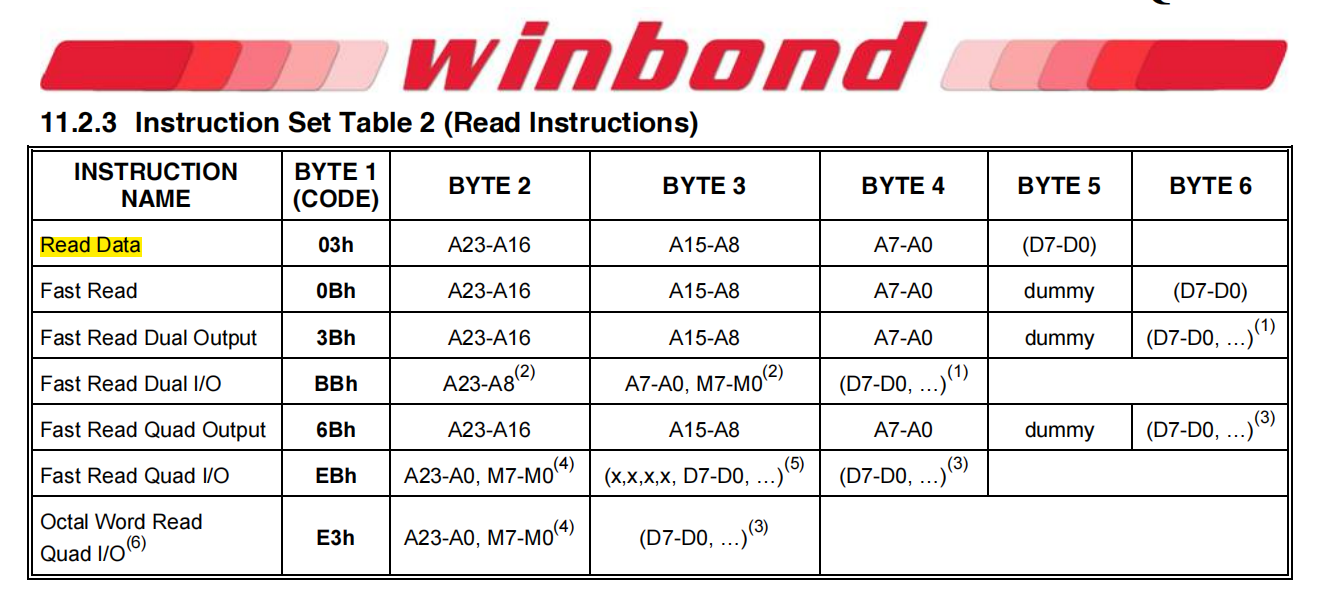 winbond
11.2.3 Instruction Set Table 2 (Read Instructions)
INSTRUCTION NAME | BYTE 1 (CODE) | BYTE 2 | BYTE 3 | BYTE 4 | BYTE 5 | BYTE 6
Read Data | 03h | A23-A16 | A15-A8 | A7-A0 | (D7-D0) |
Fast Read | 0Bh | A23-A16 | A15-A8 | A7-A0 | dummy | (D7-D0)
Fast Read Dual Output | 3Bh | A23-A16 | A15-A8 | A7-A0 | dummy | (D7-D0, …)(1)
Fast Read Dual I/O | BBh | A23-A8(2) | A7-A0, M7-M0(2) | (D7-D0, …)(1)
Fast Read Quad Output | 6Bh | A23-A16 | A15-A8 | A7-A0 | dummy | (D7-D0, …)(3)
Fast Read Quad I/O | EBh | A23-A0, M7-M0(4) | (x,x,x,x, D7-D0, …)(5) | (D7-D0, …)(3)
Octal Word Read Quad I/O(6) | E3h | A23-A0, M7-M0(4) | (D7-D0, …)(3)